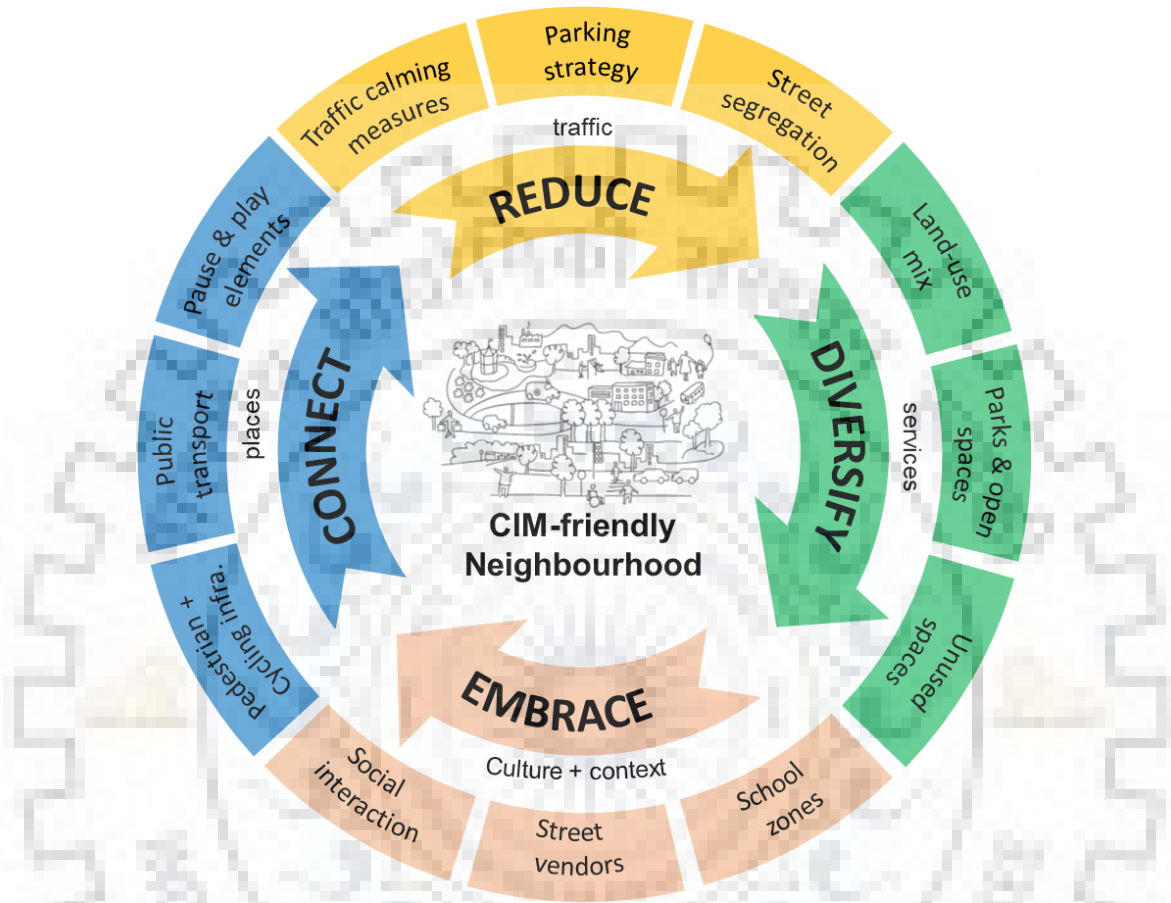 Parking
strategy
Street
segregation
Land-use
mix
Parks & open
spaces
Unused
spaces
School
zones
Street
vendors
Social
interaction
Pedestrian +
Cycling infra.
Public
transport
Pause & play
elements
Traffic calming
measures
traffic
REDUCE
DIVERSIFY
services
EMBRACE
Culture + context
CONNECT
places
CIM-friendly
Neighbourhood